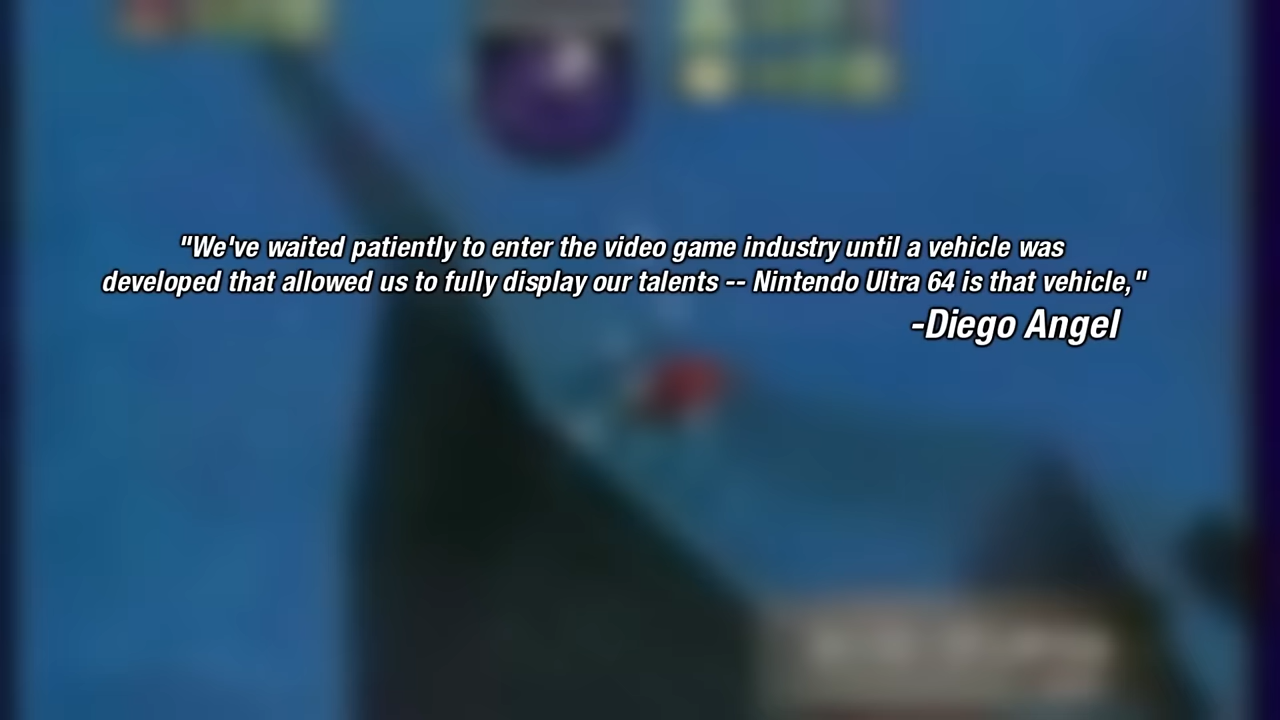 "We've waited patiently to enter the video game industry until a vehicle was
developed that allowed us to fully display our talents -- Nintendo Ultra 64 is that vehicle,"
-Diego Angel